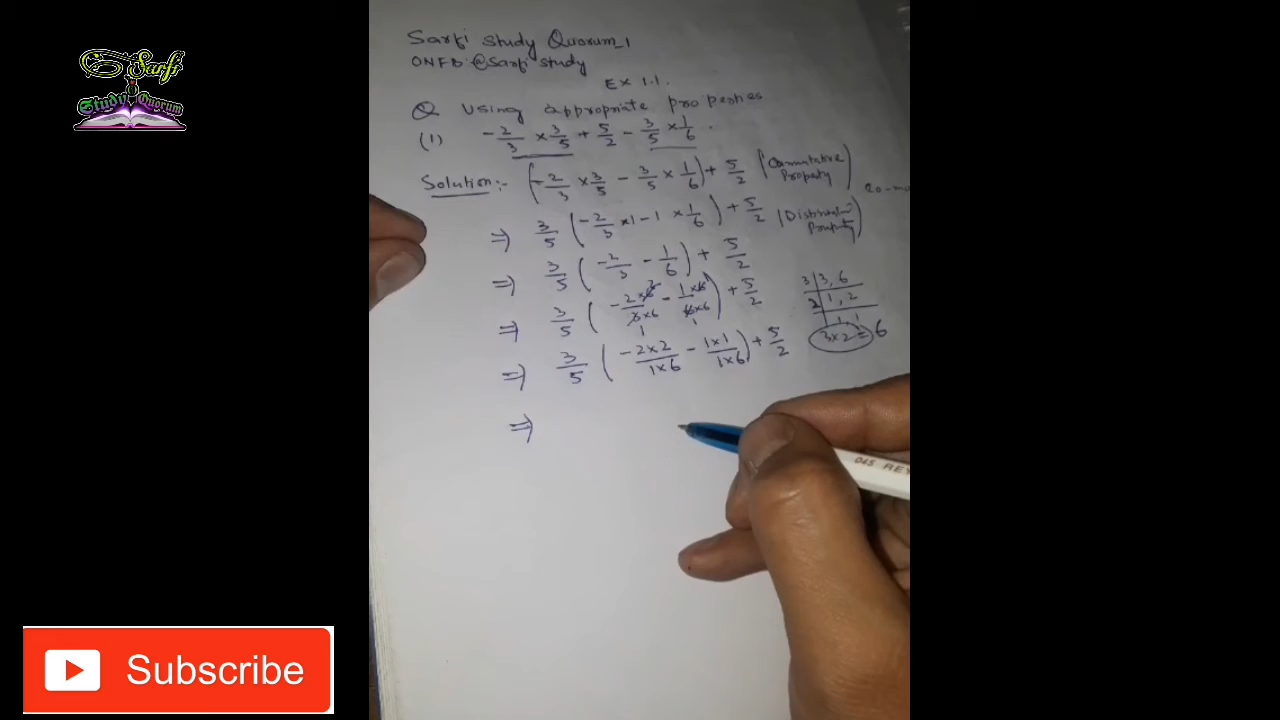 Sarfi
Study Quorum
Sarfi study Quorum_1
ONFB @Sarfi study
EX 1.1.
Q Using appropriate properties
(1) -2/3 × 3/5 + 5/2 - 3/5 × 1/6 .
Solution:- (-2/3 × 3/5 - 3/5 × 1/6) + 5/2 (Commutative Property)
⇒ 3/5 (-2/3 × 1 - 1 × 1/6) + 5/2
⇒ 3/5 (-2/3 - 1/6) + 5/2
⇒ 3/5 (-2×6/3×6 - 1×6/6×6) + 5/2
⇒ 3/5 (-2×2/1×6 - 1×1/1×6) + 5/2
⇒
3 | 3, 6
2 | 1, 2
1, 1
3×2 = 6
045 REY
Subscribe